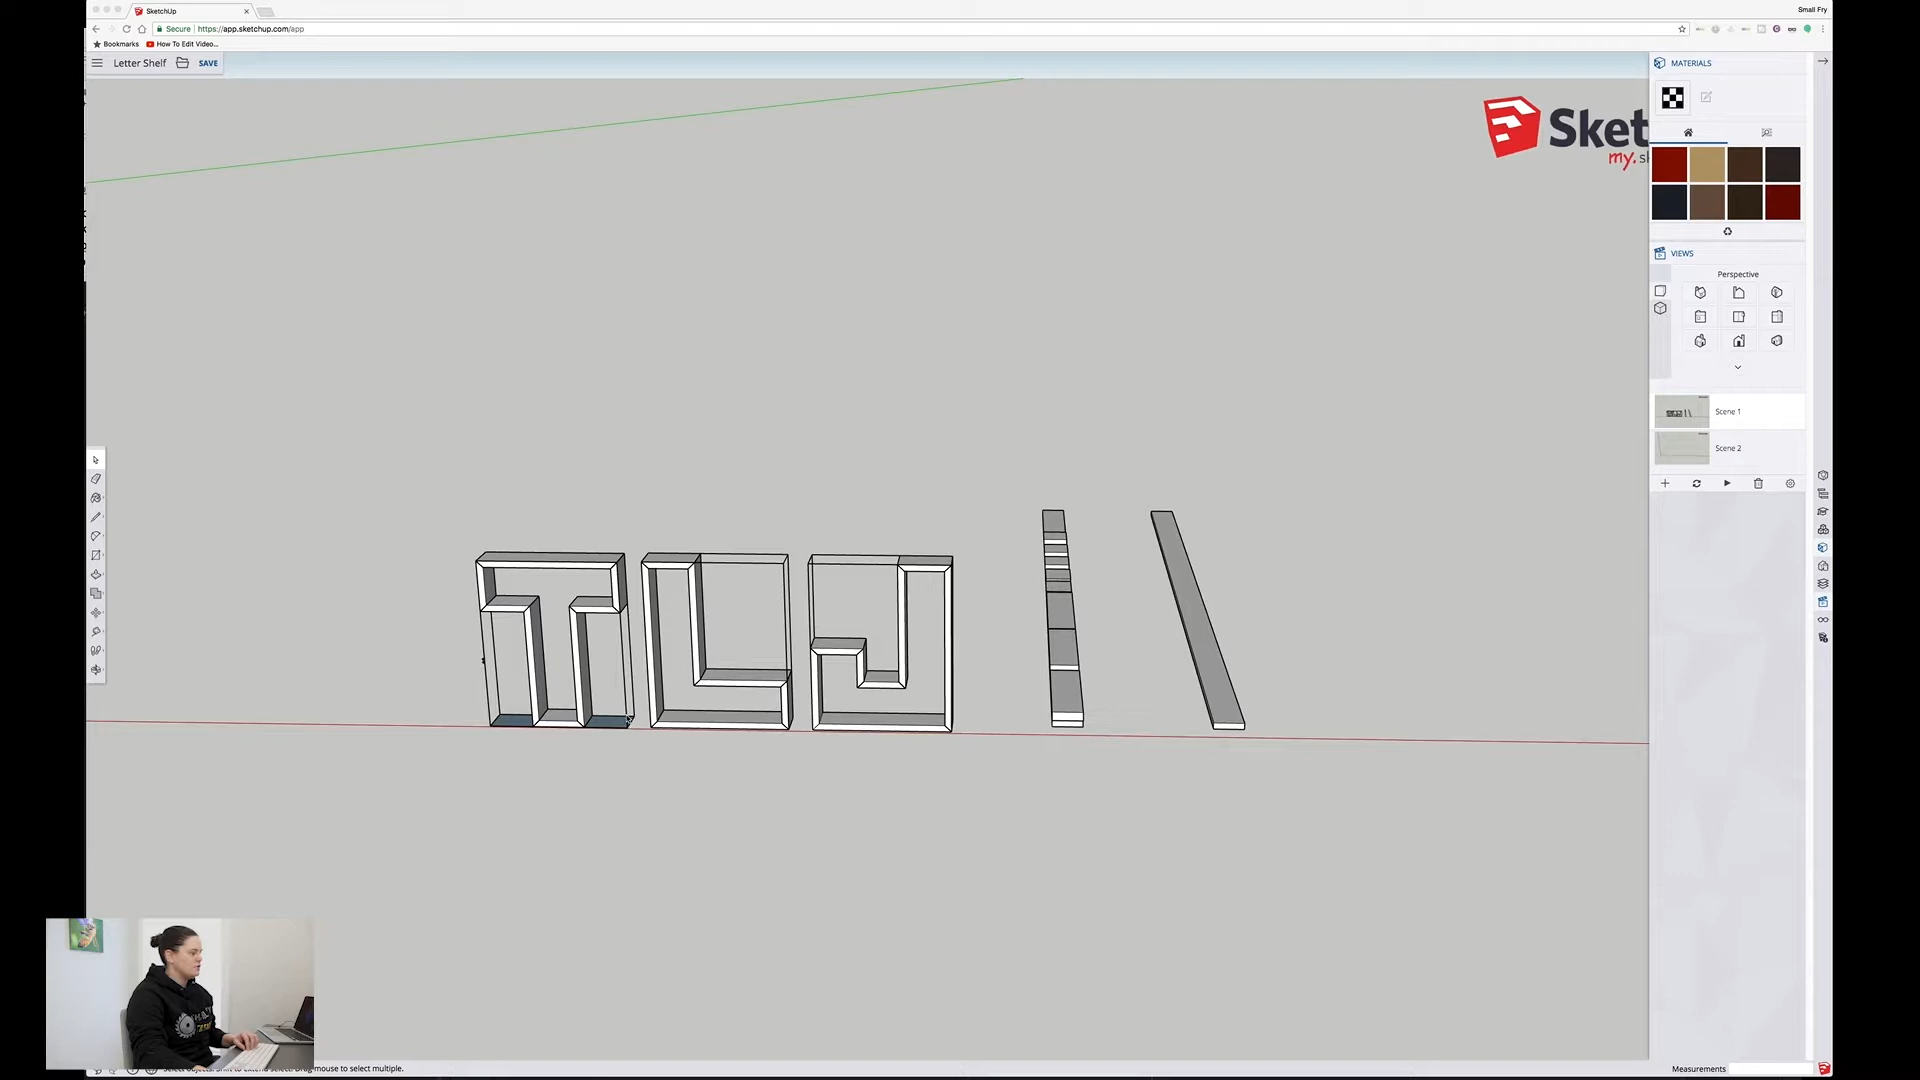 SketchUp
Small Fry
Secure
https://app.sketchup.com/app
Bookmarks
How To Edit Video...
Letter Shelf
SAVE
MATERIALS
Sket
my.
VIEWS
Perspective
Scene 1
Scene 2
mouse to select multiple.
Measurements